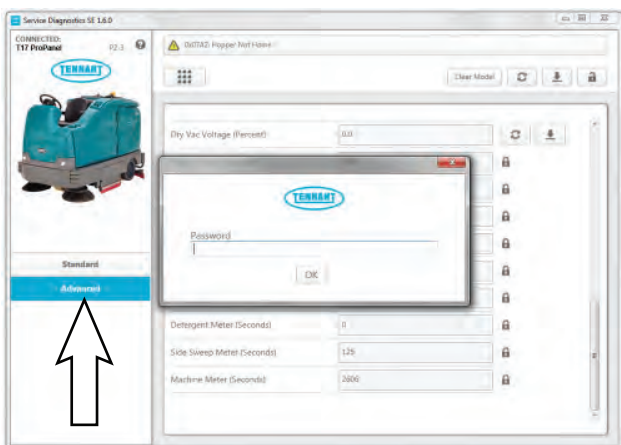 Service Diagnostics SE 1.6.0
CONNECTED:
T17 ProPanel P2.3
TENNANT
0x07A2: Hopper Not Home
Clear Model
Dry Vac Voltage (Percent) 0.0
TENNANT
Password
OK
Standard
Advanced
Detergent Meter (Seconds) 0
Side Sweep Meter (Seconds) 125
Machine Meter (Seconds) 2606